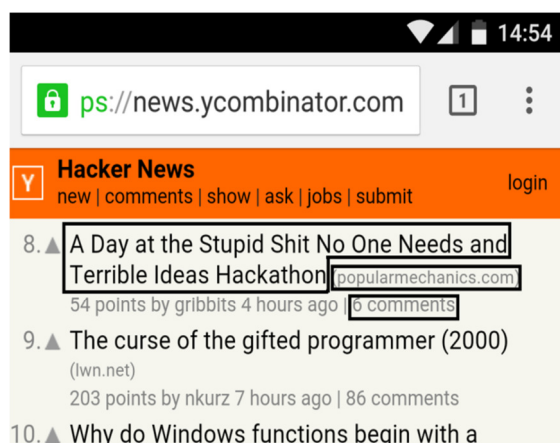 14:54
ps://news.ycombinator.com
1
Y
Hacker News
new | comments | show | ask | jobs | submit
login
8. ▲ A Day at the Stupid Shit No One Needs and
Terrible Ideas Hackathon (popularmechanics.com)
54 points by gribbits 4 hours ago | 6 comments
9. ▲ The curse of the gifted programmer (2000)
(lwn.net)
203 points by nkurz 7 hours ago | 86 comments
10. ▲ Why do Windows functions begin with a